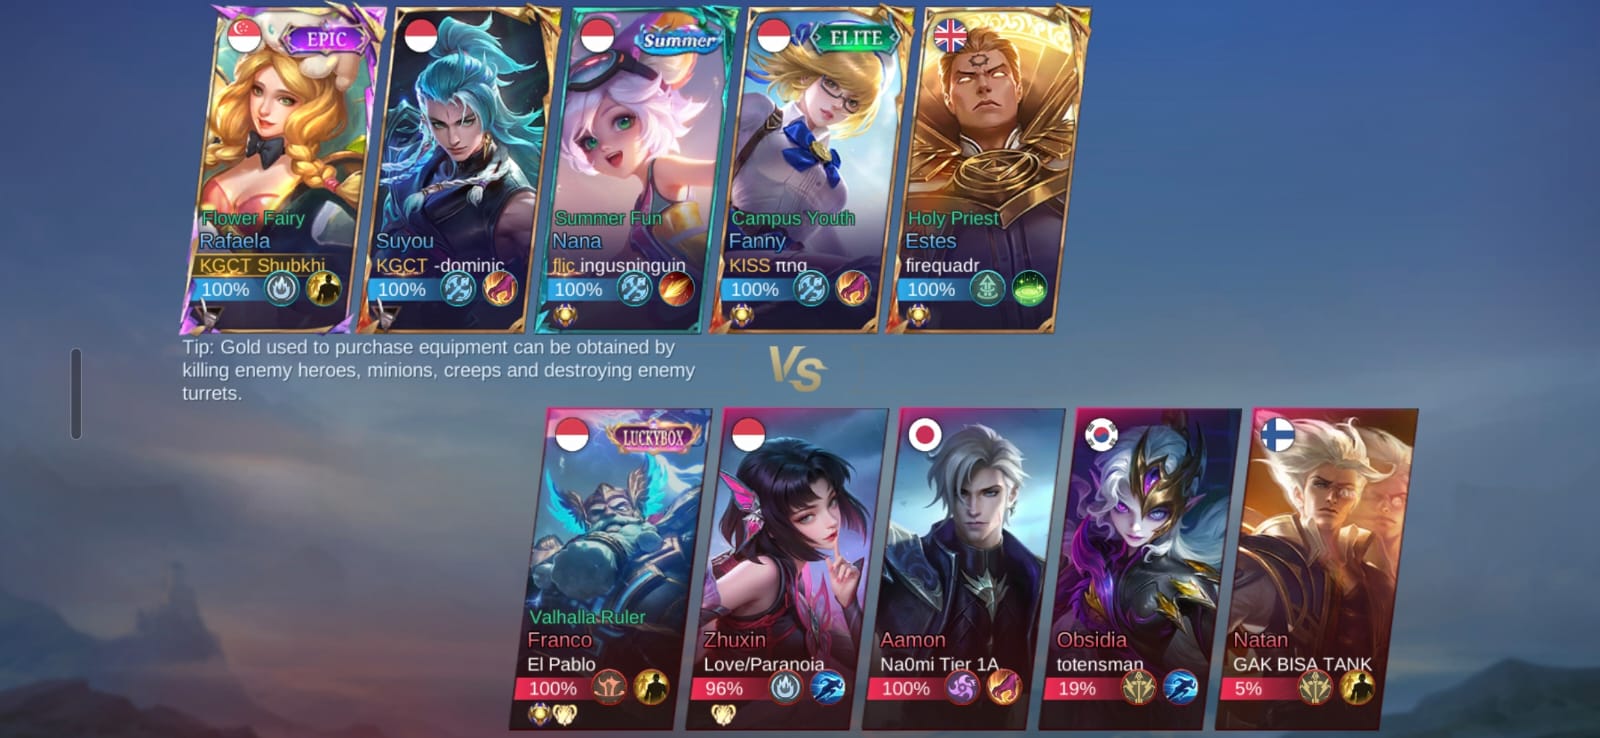 EPIC
Flower Fairy
Rafaela
KGCT Shubkhi
100%
Suyou
KGCT -dominic
100%
Summer
Summer Fun
Nana
flic inguspinguin
100%
ELITE
Campus Youth
Fanny
KISS πng
100%
Holy Priest
Estes
firequadr
100%
Tip: Gold used to purchase equipment can be obtained by
killing enemy heroes, minions, creeps and destroying enemy
turrets.
Vs
LUCKYBOX
Valhalla Ruler
Franco
El Pablo
100%
Zhuxin
Love/Paranoia
96%
Aamon
Na0mi Tier 1A
100%
Obsidia
totensman
19%
Natan
GAK BISA TANK
5%